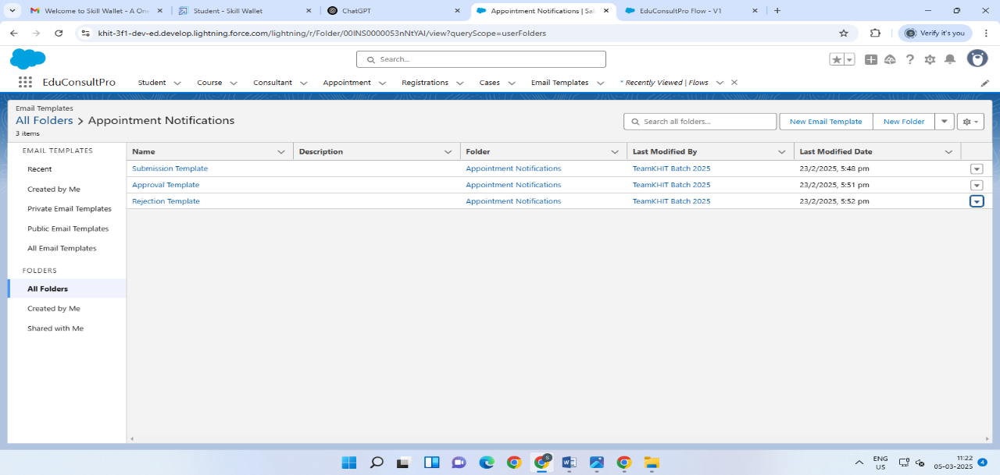 Welcome to Skill Wallet - A One
Student - Skill Wallet
ChatGPT
Appointment Notifications | Sal
EduConsultPro Flow - V1
khit-3f1-dev-ed.develop.lightning.force.com/lightning/r/Folder/00lNS0000053nNtYAI/view?queryScope=userFolders
Verify it's you
Search...
EduConsultPro Student Course Consultant Appointment Registrations Cases Email Templates * Recently Viewed | Flows
Email Templates
All Folders > Appointment Notifications
3 items
Search all folders...
New Email Template New Folder
EMAIL TEMPLATES
Recent
Created by Me
Private Email Templates
Public Email Templates
All Email Templates
FOLDERS
All Folders
Created by Me
Shared with Me
Name Description Folder Last Modified By Last Modified Date
Submission Template Appointment Notifications TeamKHIT Batch 2025 23/2/2025, 5:48 pm
Approval Template Appointment Notifications TeamKHIT Batch 2025 23/2/2025, 5:51 pm
Rejection Template Appointment Notifications TeamKHIT Batch 2025 23/2/2025, 5:52 pm
S
ENG
US
11:22
05-03-2025
4